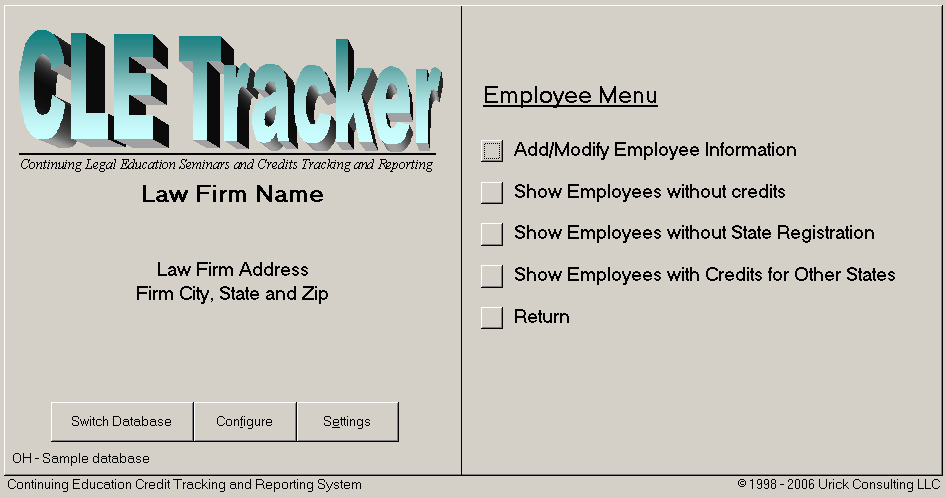 CLE Tracker
Continuing Legal Education Seminars and Credits Tracking and Reporting
Law Firm Name
Law Firm Address
Firm City, State and Zip
Switch Database
Configure
Settings
OH - Sample database
Employee Menu
Add/Modify Employee Information
Show Employees without credits
Show Employees without State Registration
Show Employees with Credits for Other States
Return
Continuing Education Credit Tracking and Reporting System
© 1998 - 2006 Urick Consulting LLC